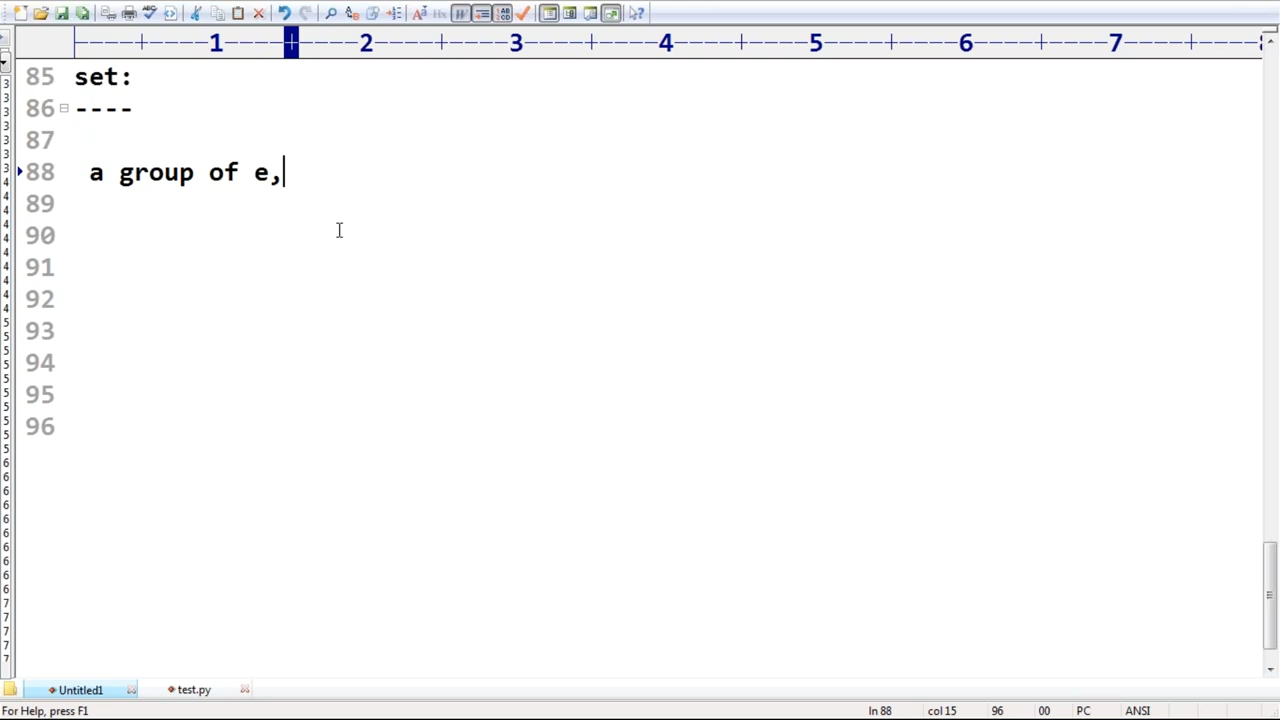 1 2 3 4 5 6 7
85 set:
86 ----
87
88 a group of e,
89
90
91
92
93
94
95
96
Untitled1 test.py
For Help, press F1 ln 88 col 15 96 00 PC ANSI